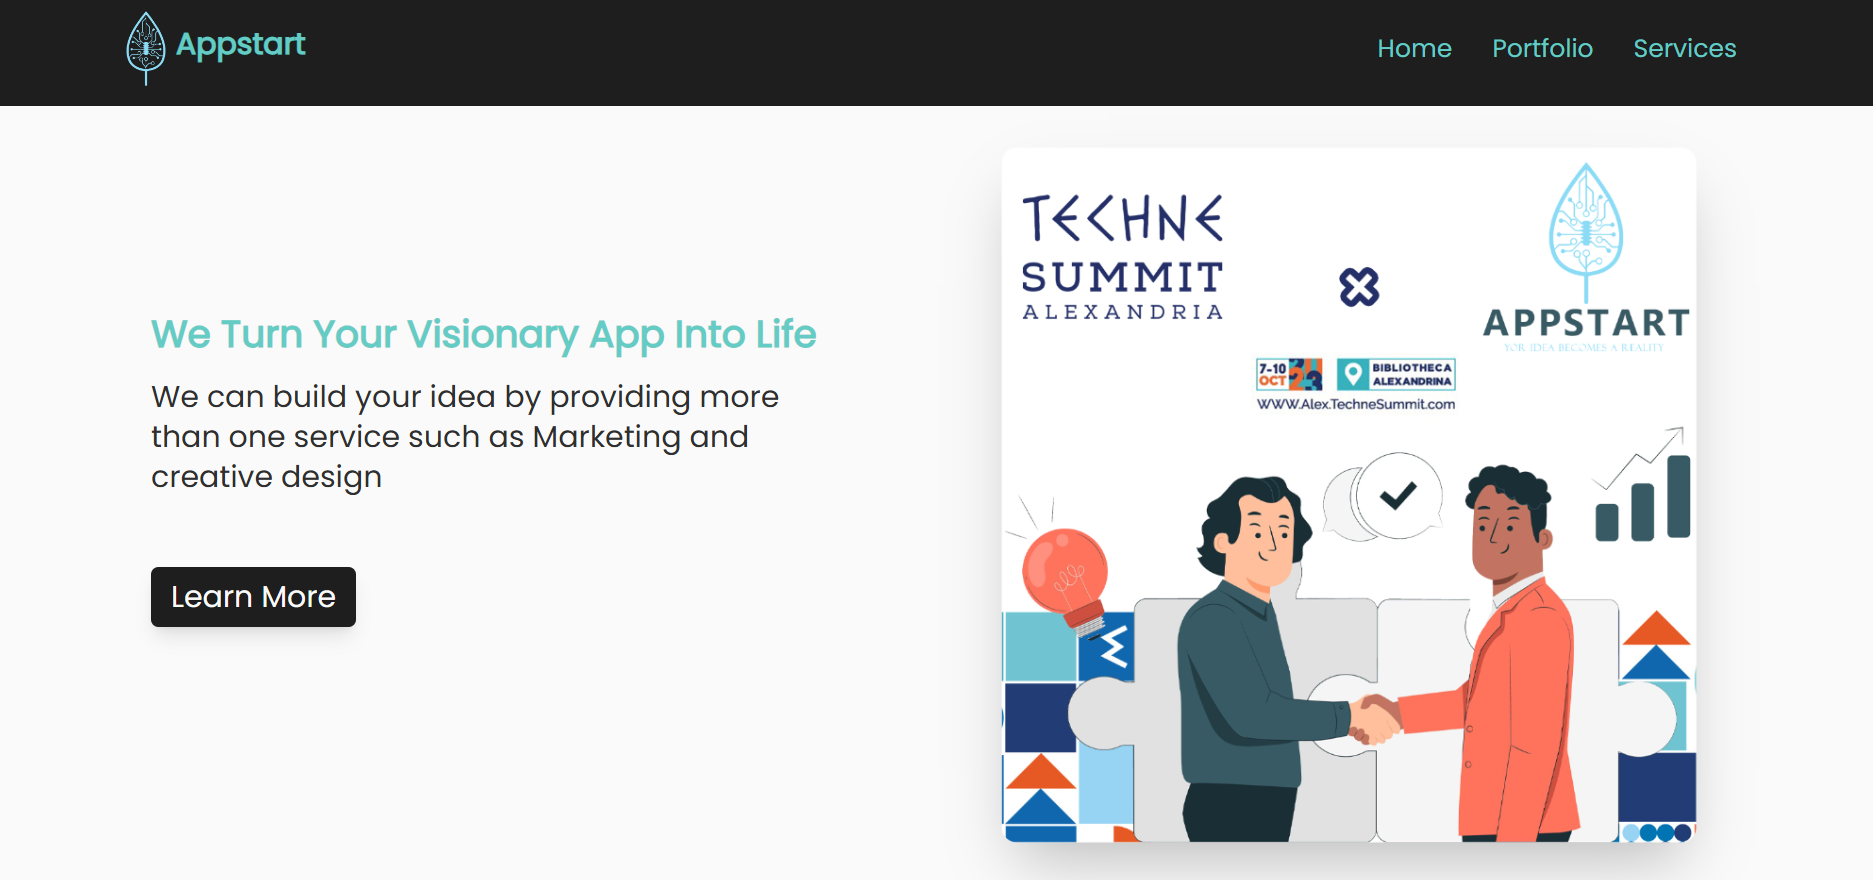 Appstart
Home Portfolio Services
We Turn Your Visionary App Into Life
We can build your idea by providing more
than one service such as Marketing and
creative design
Learn More
TECHNE
SUMMIT
ALEXANDRIA
APPSTART
YOR IDEA BECOMES A REALITY
7-10
OCT
23
BIBLIOTHECA
ALEXANDRINA
WWW.Alex.TechneSummit.com